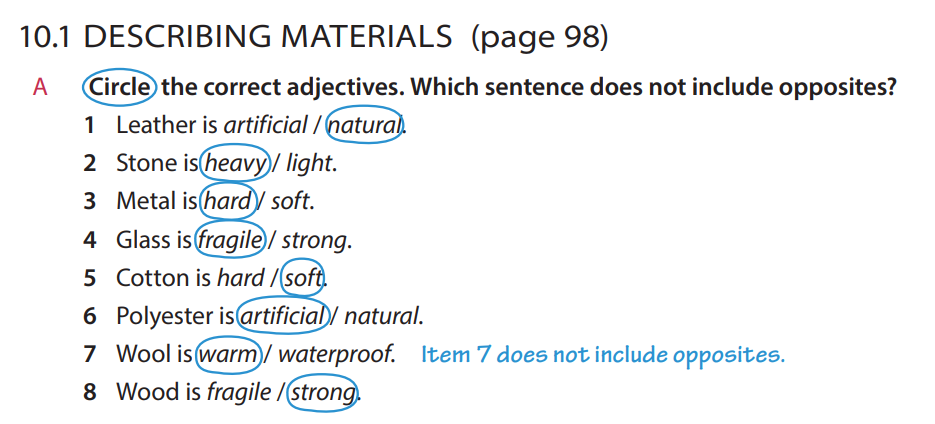 10.1 DESCRIBING MATERIALS (page 98)
A Circle the correct adjectives. Which sentence does not include opposites?
1 Leather is artificial / natural.
2 Stone is heavy / light.
3 Metal is hard / soft.
4 Glass is fragile / strong.
5 Cotton is hard / soft.
6 Polyester is artificial / natural.
7 Wool is warm / waterproof. Item 7 does not include opposites.
8 Wood is fragile / strong.